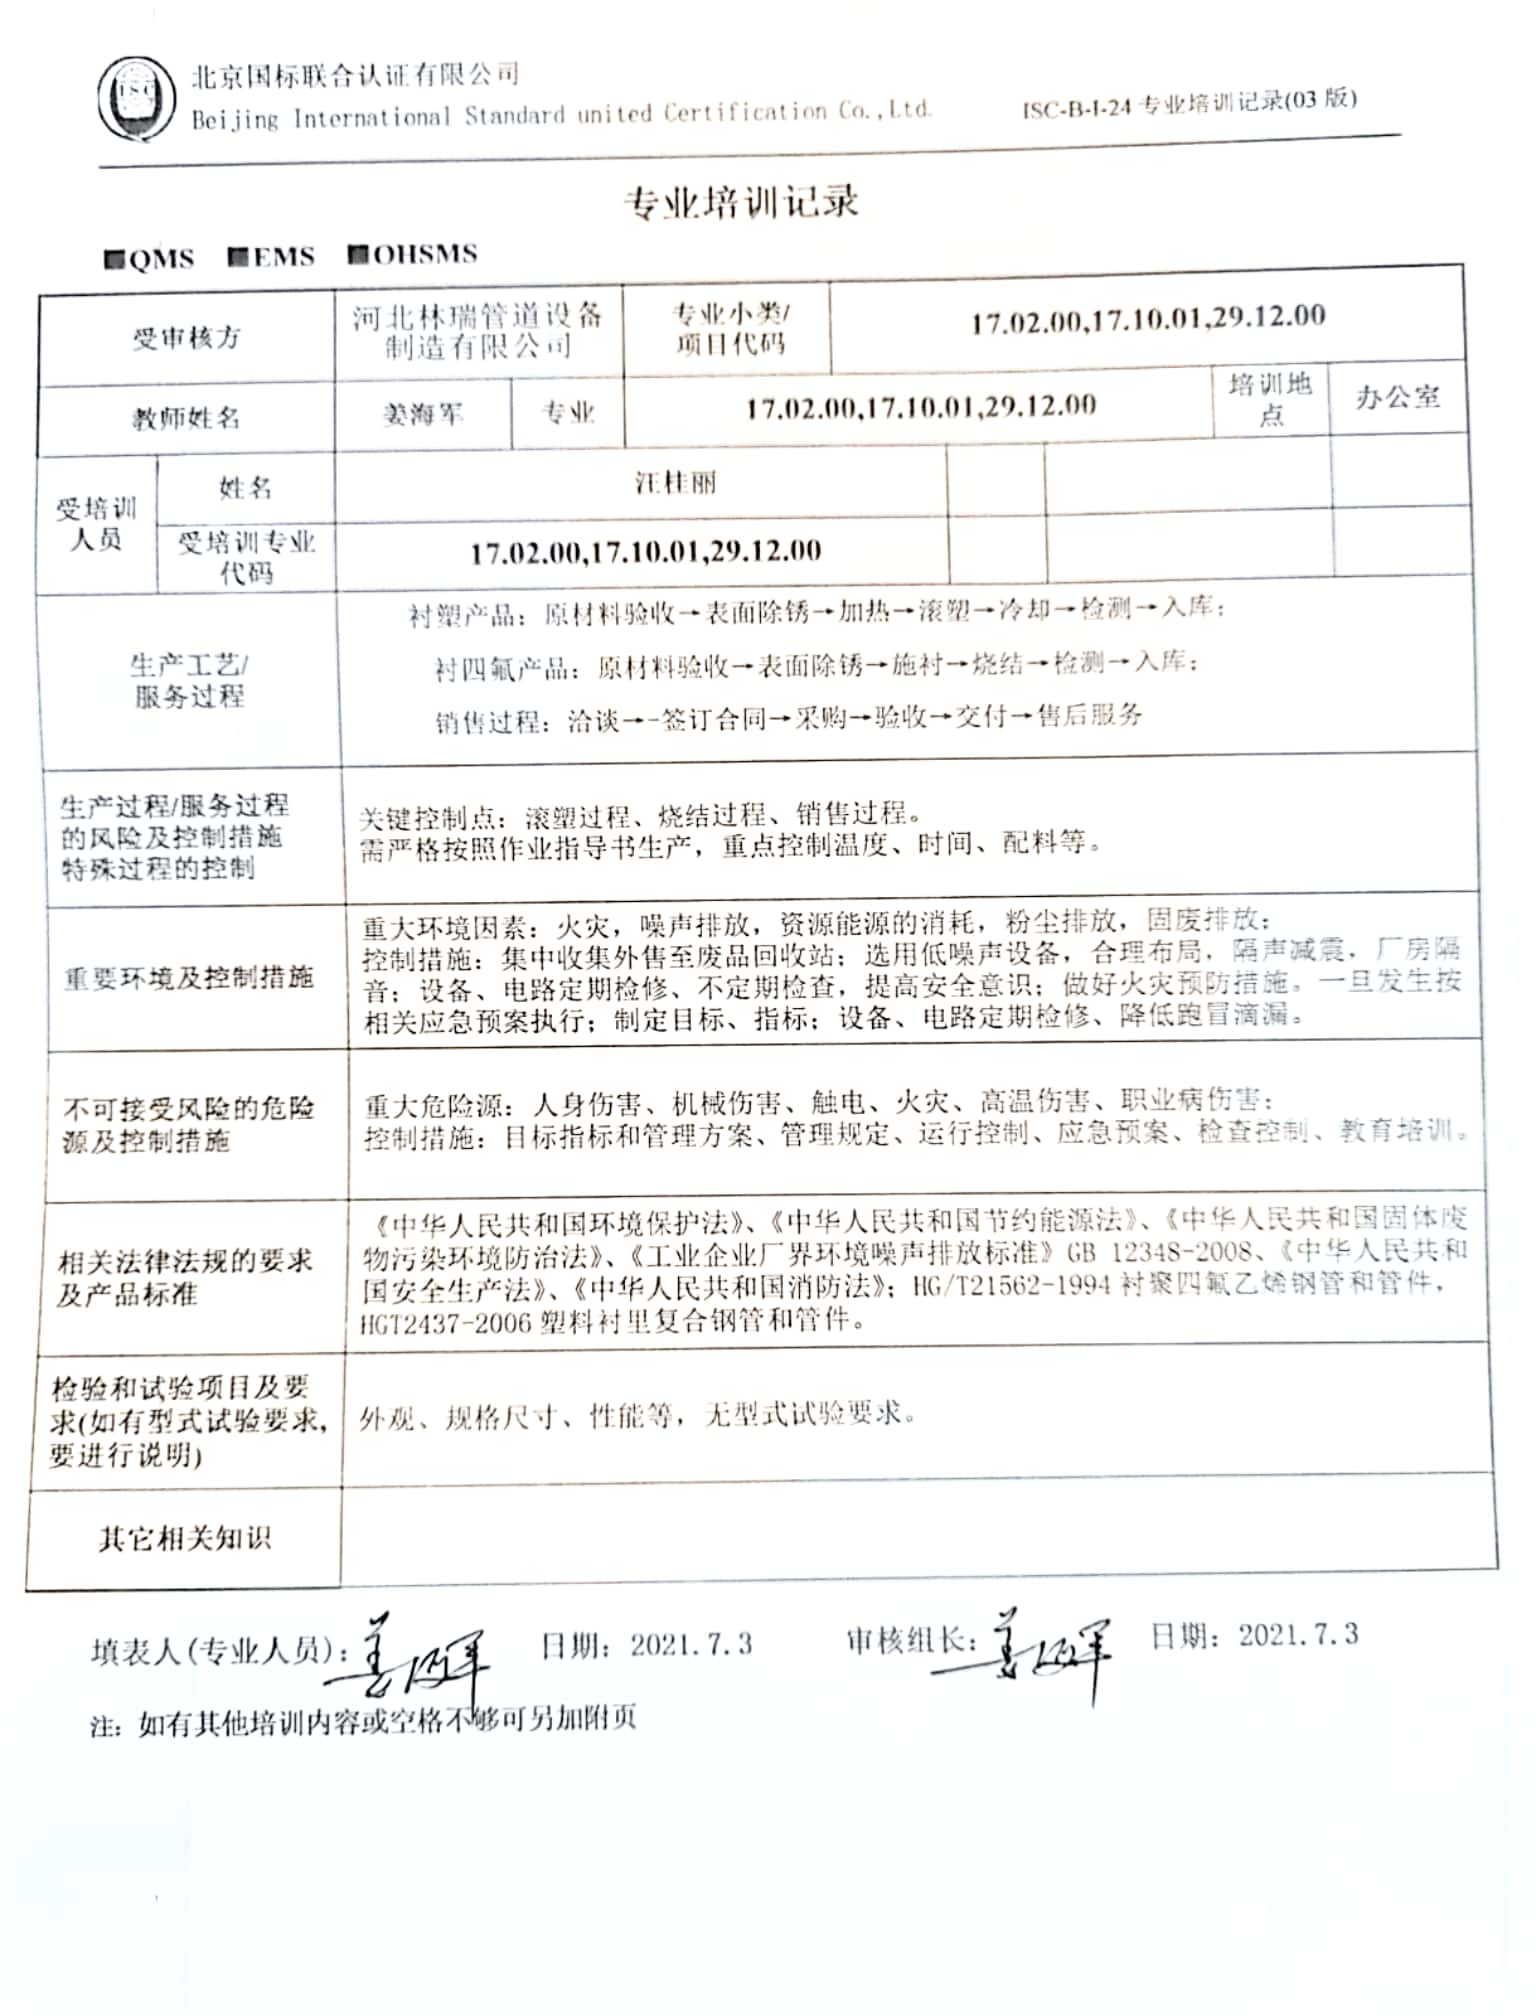 ISC
北京国标联合认证有限公司
Beijing International Standard united Certification Co.,Ltd.
ISC-B-I-24 专业培训记录(03 版)
专业培训记录
■QMS ■EMS ■OHSMS
受审核方
河北林瑞管道设备
制造有限公司
专业小类/
项目代码
17.02.00,17.10.01,29.12.00
教师姓名
姜海军
专业
17.02.00,17.10.01,29.12.00
培训地
点
办公室
受培训
人员
姓名
汪桂丽
受培训专业
代码
17.02.00,17.10.01,29.12.00
生产工艺/
服务过程
衬塑产品：原材料验收→表面除锈→加热→滚塑→冷却→检测→入库；
衬四氟产品：原材料验收→表面除锈→施衬→烧结→检测→入库；
销售过程：洽谈→-签订合同→采购→验收→交付→售后服务
生产过程/服务过程
的风险及控制措施
特殊过程的控制
关键控制点：滚塑过程、烧结过程、销售过程。
需严格按照作业指导书生产，重点控制温度、时间、配料等。
重要环境及控制措施
重大环境因素：火灾，噪声排放，资源能源的消耗，粉尘排放，固废排放；
控制措施：集中收集外售至废品回收站；选用低噪声设备，合理布局，隔声减震，厂房隔
音；设备、电路定期检修、不定期检查，提高安全意识；做好火灾预防措施。一旦发生按
相关应急预案执行；制定目标、指标；设备、电路定期检修、降低跑冒滴漏。
不可接受风险的危险
源及控制措施
重大危险源：人身伤害、机械伤害、触电、火灾、高温伤害、职业病伤害；
控制措施：目标指标和管理方案、管理规定、运行控制、应急预案、检查控制、教育培训。
相关法律法规的要求
及产品标准
《中华人民共和国环境保护法》、《中华人民共和国节约能源法》、《中华人民共和国固体废
物污染环境防治法》、《工业企业厂界环境噪声排放标准》GB 12348-2008、《中华人民共和
国安全生产法》、《中华人民共和国消防法》；HG/T21562-1994 衬聚四氟乙烯钢管和管件，
HGT2437-2006 塑料衬里复合钢管和管件。
检验和试验项目及要
求(如有型式试验要求，
要进行说明)
外观、规格尺寸、性能等，无型式试验要求。
其它相关知识
填表人(专业人员)：姜海军 日期：2021.7.3 审核组长：姜海军 日期：2021.7.3
注：如有其他培训内容或空格不够可另加附页